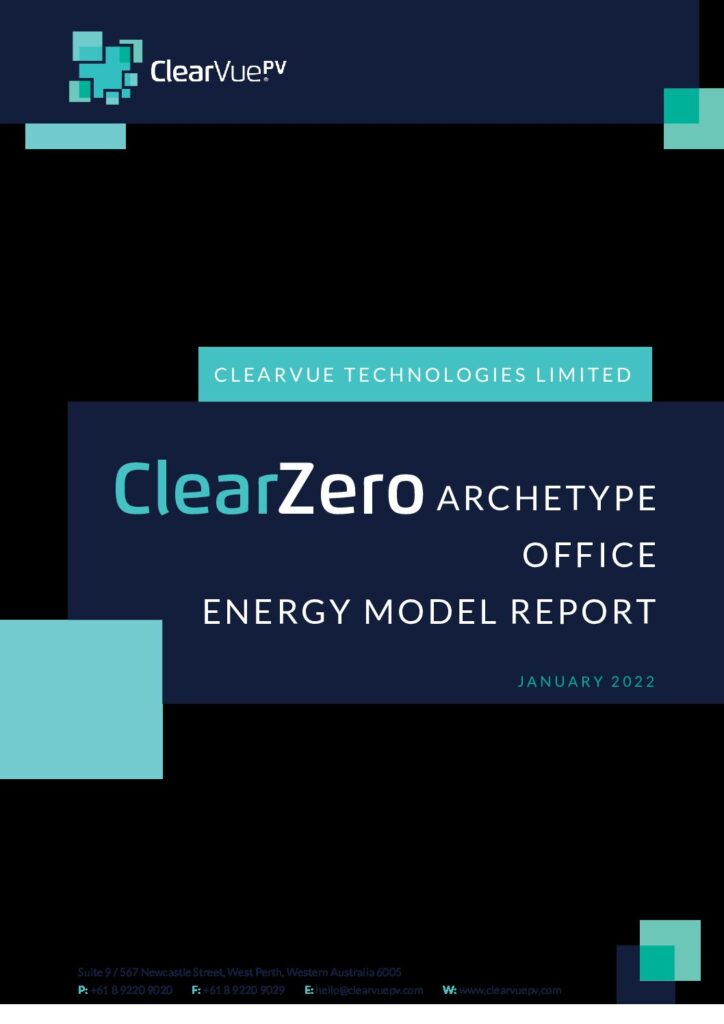 ClearVuePV
CLEARVUE TECHNOLOGIES LIMITED
ClearZero ARCHETYPE
OFFICE
ENERGY MODEL REPORT
JANUARY 2022
Suite 9 / 567 Newcastle Street, West Perth, Western Australia 6005
P: +61 8 9220 9020 F: +61 8 9220 9029 E: hello@clearvuepv.com W: www.clearvuepv.com